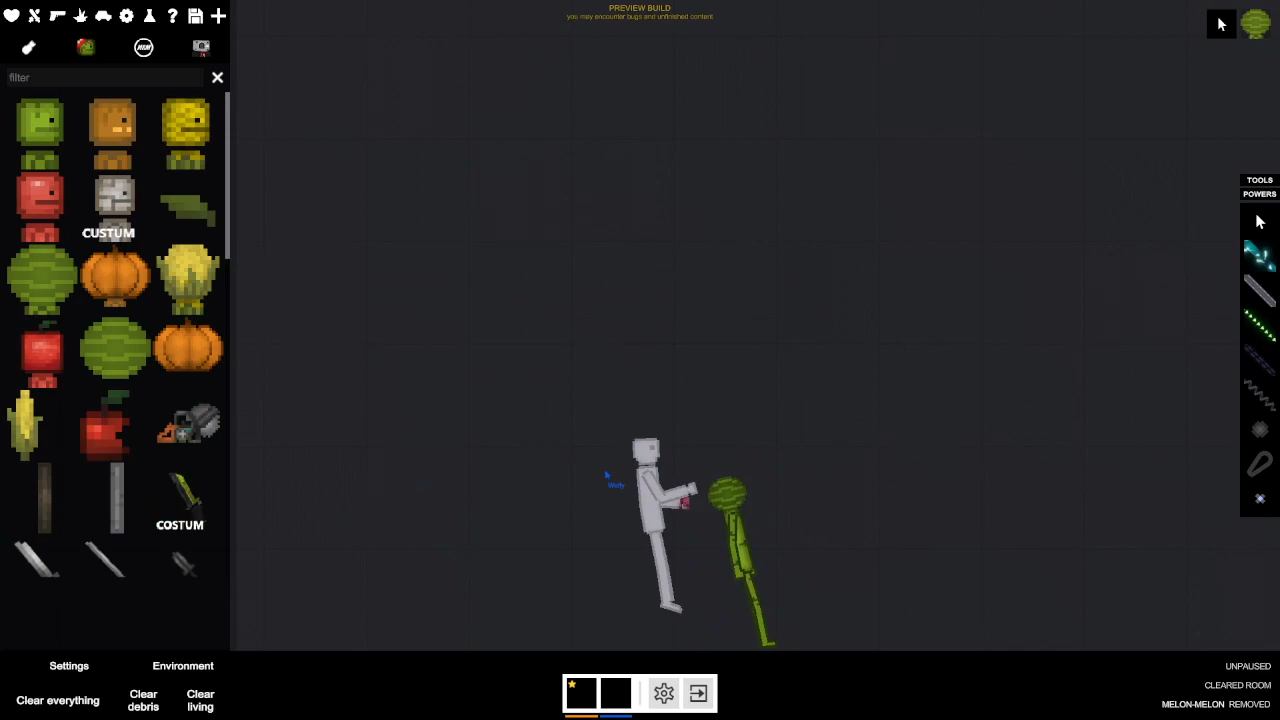 PREVIEW BUILD
you may encounter bugs and unfinished content
filter
CUSTUM
COSTUM
TOOLS
POWERS
Wolfy
Settings
Environment
Clear everything
Clear debris
Clear living
UNPAUSED
CLEARED ROOM
MELON-MELON REMOVED